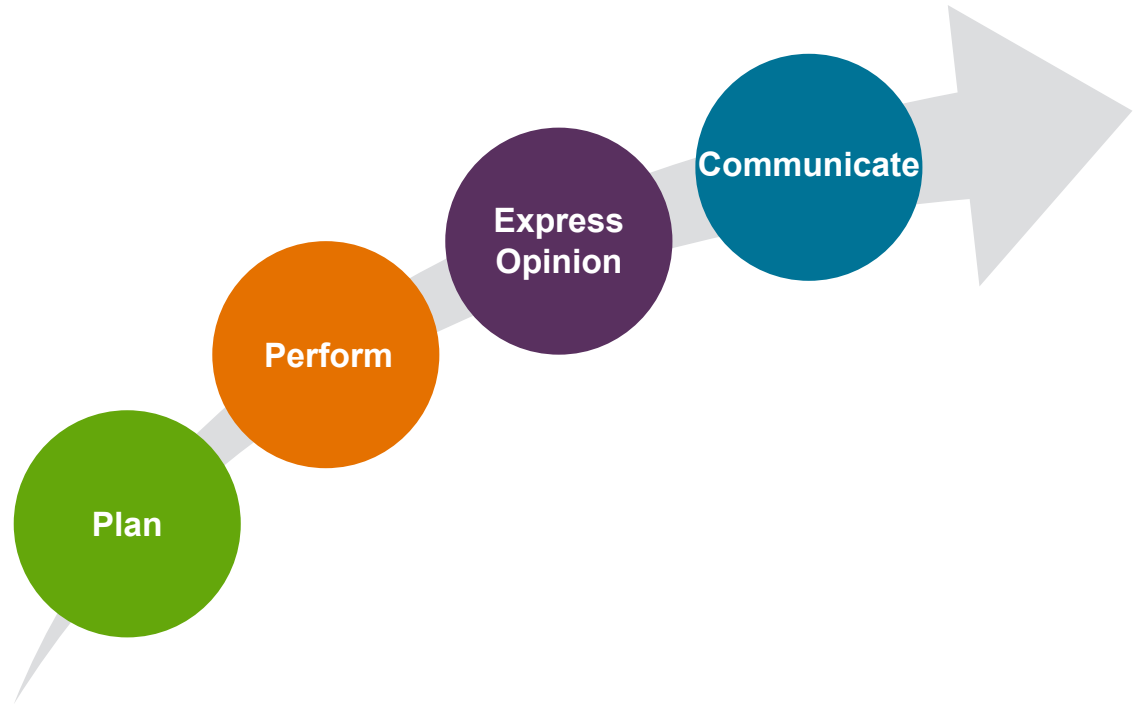 Plan
Perform
Express
Opinion
Communicate